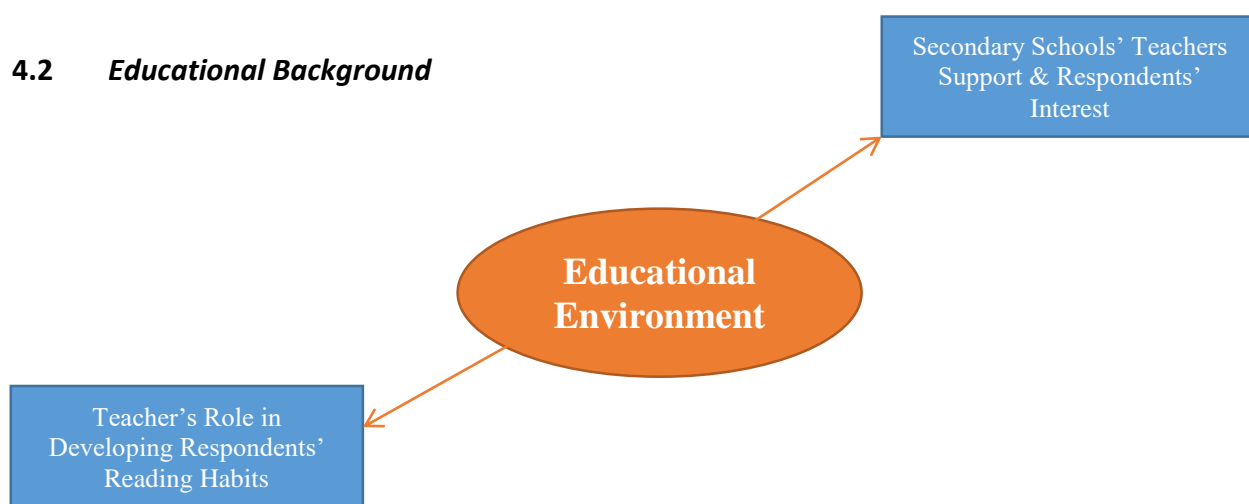 4.2 Educational Background
Secondary Schools’ Teachers
Support & Respondents’
Interest
Educational
Environment
Teacher’s Role in
Developing Respondents’
Reading Habits